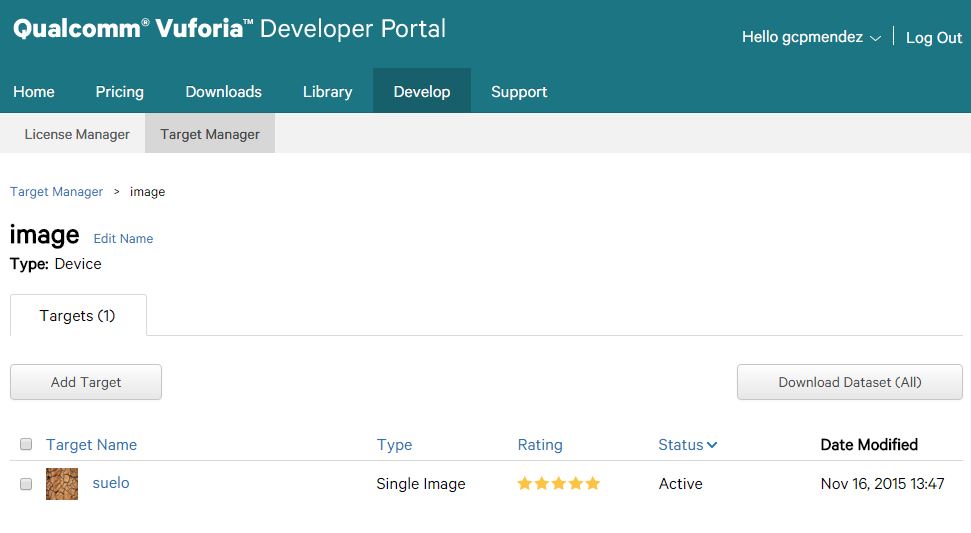 Qualcomm® Vuforia™ Developer Portal
Hello gcpmendez
Log Out
Home Pricing Downloads Library Develop Support
License Manager Target Manager
Target Manager > image
image Edit Name
Type: Device
Targets (1)
Add Target Download Dataset (All)
Target Name Type Rating Status Date Modified
suelo Single Image Active Nov 16, 2015 13:47